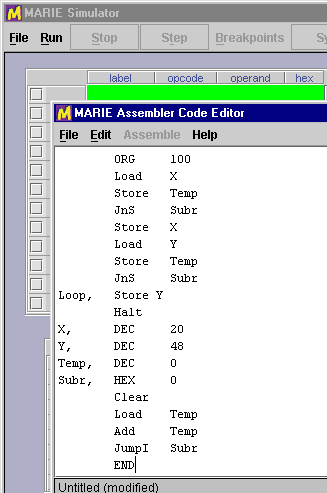 MARIE Simulator
File Run Stop Step Breakpoints
label opcode operand hex
MARIE Assembler Code Editor
File Edit Assemble Help
ORG 100
Load X
Store Temp
JnS Subr
Store X
Load Y
Store Temp
JnS Subr
Loop, Store Y
Halt
X, DEC 20
Y, DEC 48
Temp, DEC 0
Subr, HEX 0
Clear
Load Temp
Add Temp
JumpI Subr
END
Untitled (modified)